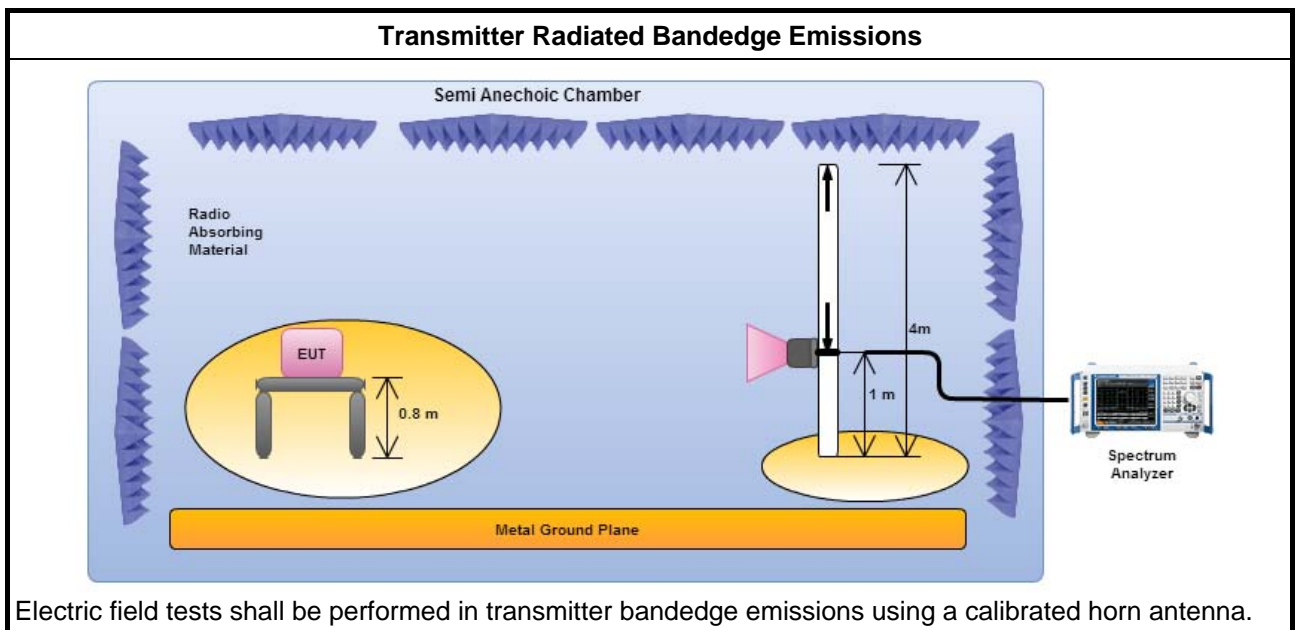 Transmitter Radiated Bandedge Emissions
Semi Anechoic Chamber
Radio
Absorbing
Material
EUT
0.8 m
4m
1 m
Spectrum
Analyzer
Metal Ground Plane
Electric field tests shall be performed in transmitter bandedge emissions using a calibrated horn antenna.